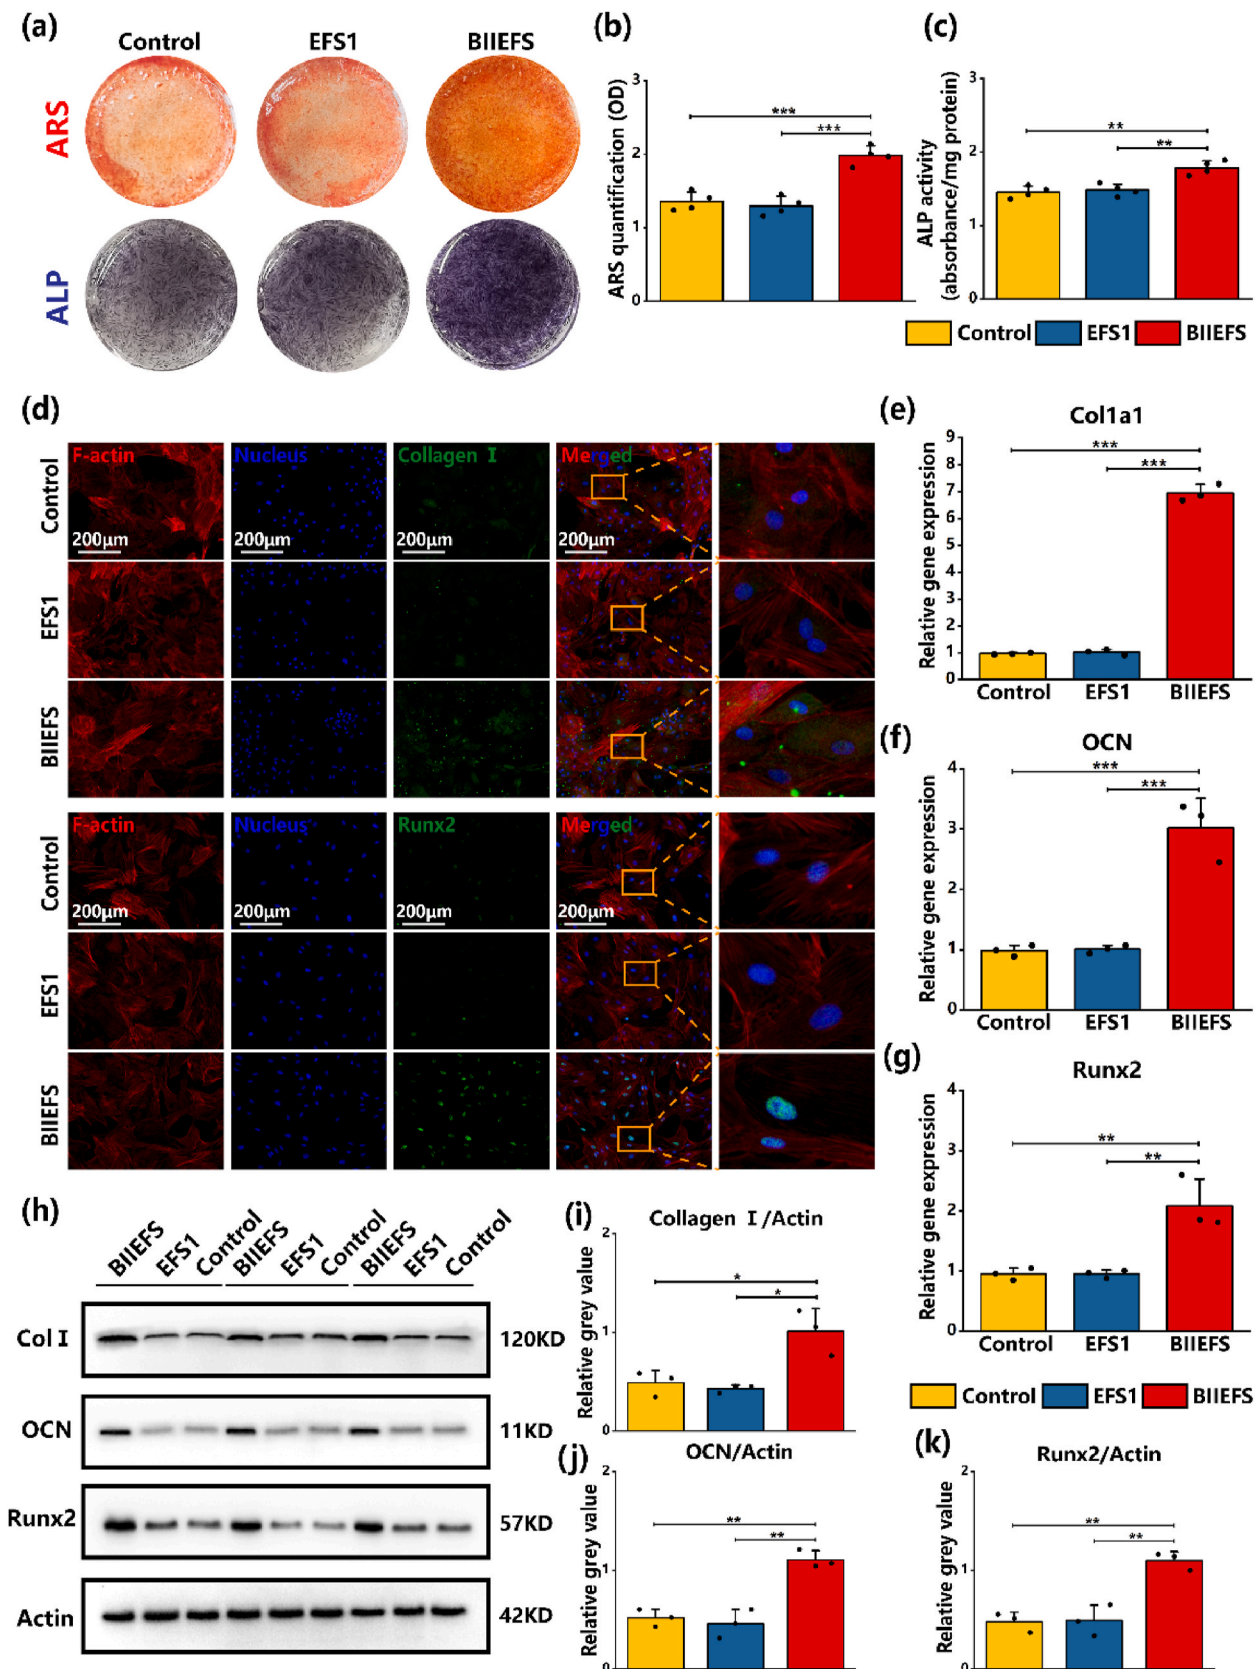 (a)
Control EFS1 BIIEFS
ARS
ALP
(b)
ARS quantification (OD)
3
2
1
0
***
***
(c)
ALP activity
(absorbance/mg protein)
3
2
1
0
**
**
Control EFS1 BIIEFS
(d)
Control
F-actin Nucleus Collagen I Merged
200μm 200μm 200μm 200μm
EFS1
BIIEFS
Control
F-actin Nucleus Runx2 Merged
200μm 200μm 200μm 200μm
EFS1
BIIEFS
(e)
Col1a1
Relative gene expression
9
8
7
6
5
4
3
2
1
0
***
***
Control EFS1 BIIEFS
(f)
OCN
Relative gene expression
4
3
2
1
0
***
***
Control EFS1 BIIEFS
(g)
Runx2
Relative gene expression
4
3
2
1
0
**
**
Control EFS1 BIIEFS
Control EFS1 BIIEFS
(h)
BIIEFS EFS1 Control BIIEFS EFS1 Control BIIEFS EFS1 Control
Col I 120KD
OCN 11KD
Runx2 57KD
Actin 42KD
(i)
Collagen I/Actin
Relative grey value
2
1
0
*
*
(j)
OCN/Actin
Relative grey value
2
1
0
**
**
(k)
Runx2/Actin
Relative grey value
2
1
0
**
**